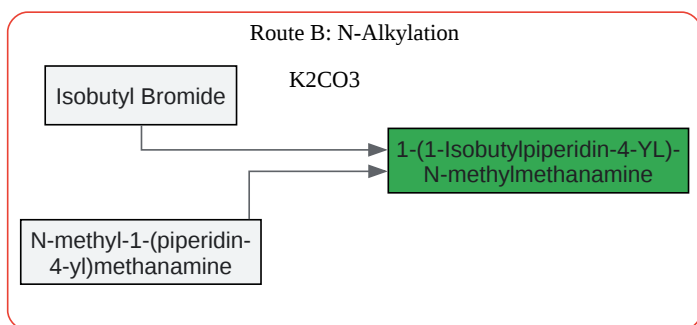 Route B: N-Alkylation
K2CO3
Isobutyl Bromide
1-(1-Isobutylpiperidin-4-YL)-
N-methylmethanamine
N-methyl-1-(piperidin-
4-yl)methanamine